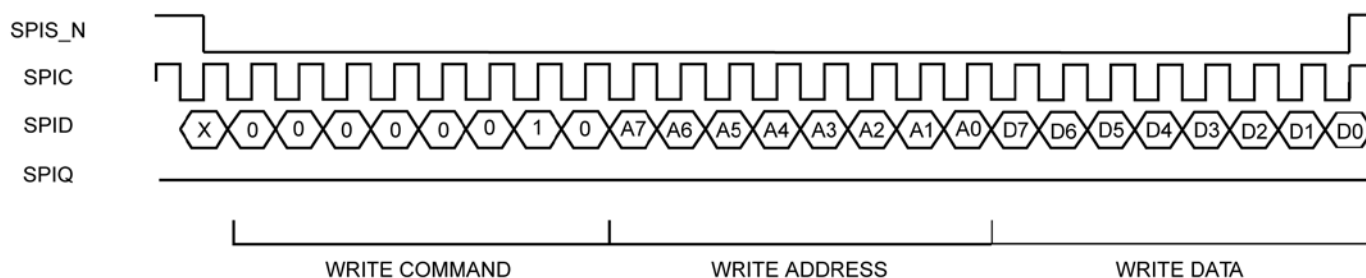 SPIS_N
SPIC
SPID X 0 0 0 0 0 0 1 0 A7 A6 A5 A4 A3 A2 A1 A0 D7 D6 D5 D4 D3 D2 D1 D0
SPIQ
WRITE COMMAND WRITE ADDRESS WRITE DATA